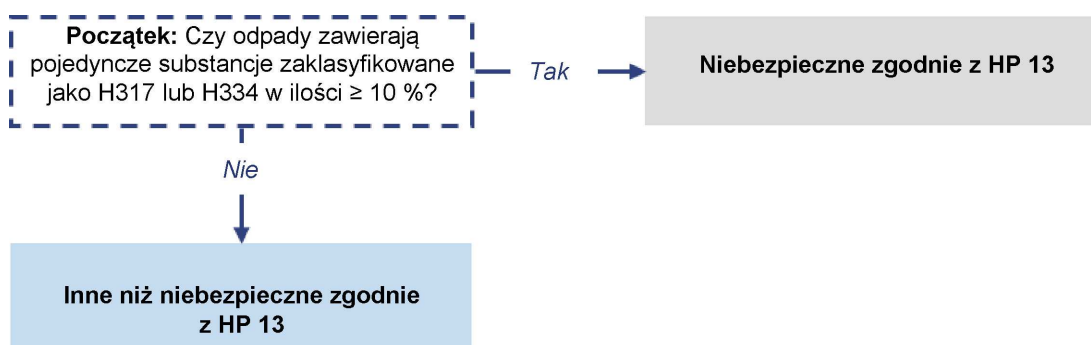 Początek: Czy odpady zawierają
pojedyncze substancje zaklasyfikowane
jako H317 lub H334 w ilości ≥ 10 %?
Tak
Niebezpieczne zgodnie z HP 13
Nie
Inne niż niebezpieczne zgodnie
z HP 13